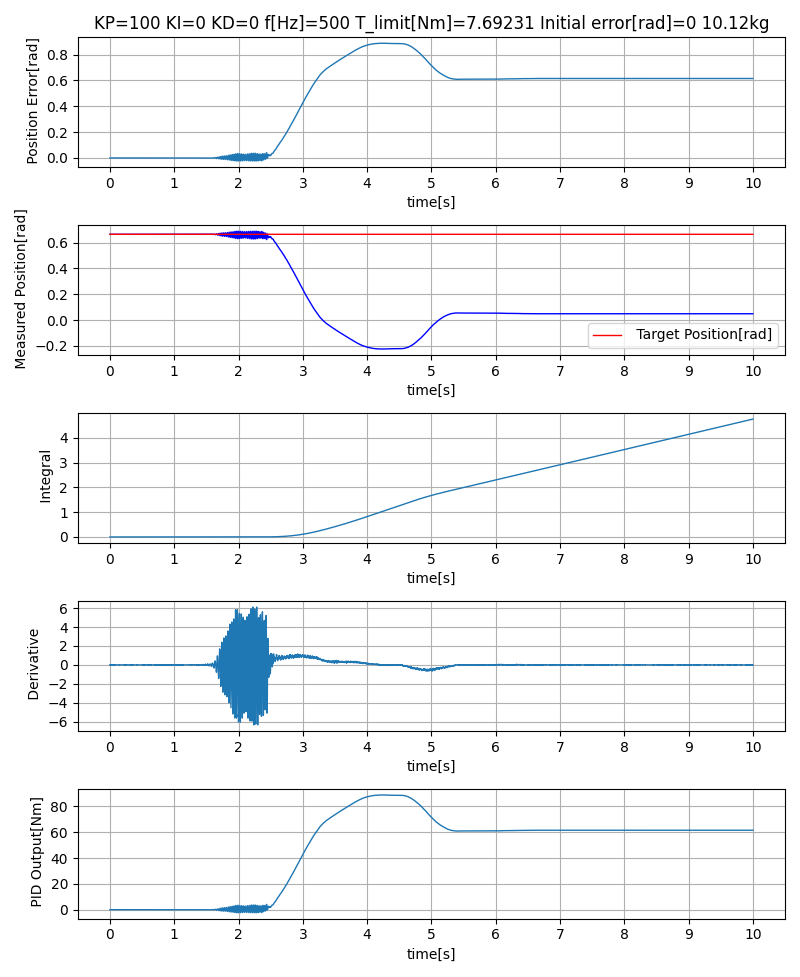 KP=100 KI=0 KD=0 f[Hz]=500 T_limit[Nm]=7.69231 Initial error[rad]=0 10.12kg
Position Error[rad]
0.8
0.6
0.4
0.2
0.0
0 1 2 3 4 5 6 7 8 9 10
time[s]
Measured Position[rad]
0.6
0.4
0.2
0.0
−0.2
Target Position[rad]
0 1 2 3 4 5 6 7 8 9 10
time[s]
Integral
4
3
2
1
0
0 1 2 3 4 5 6 7 8 9 10
time[s]
Derivative
6
4
2
0
−2
−4
−6
0 1 2 3 4 5 6 7 8 9 10
time[s]
PID Output[Nm]
80
60
40
20
0
0 1 2 3 4 5 6 7 8 9 10
time[s]